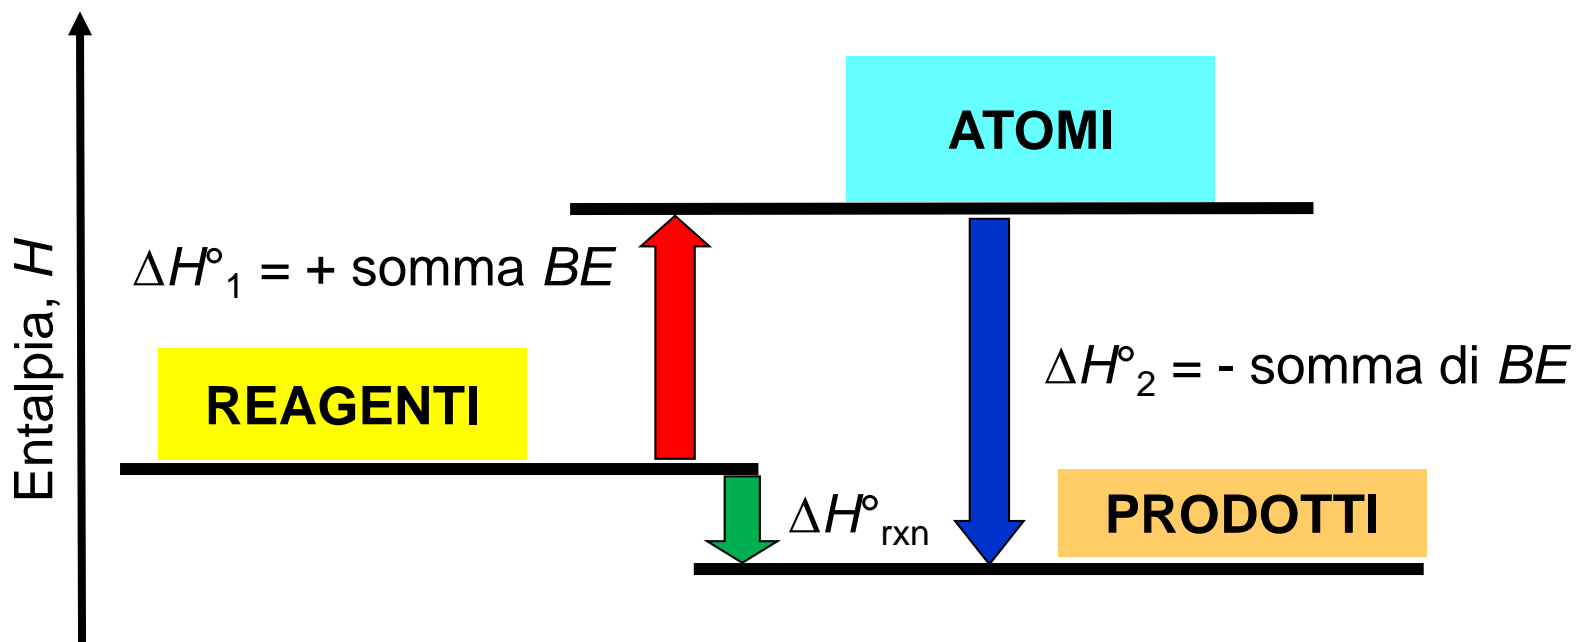 ATOMI
ΔH°1 = + somma BE
Entalpia, H
ΔH°2 = - somma di BE
REAGENTI
ΔH°rxn
PRODOTTI